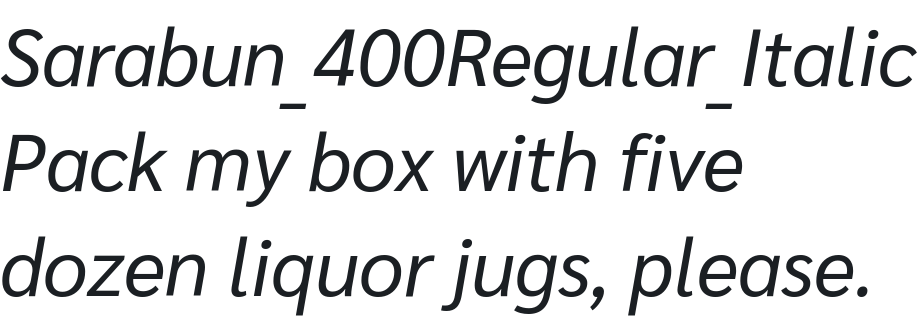 Sarabun_400Regular_Italic
Pack my box with five
dozen liquor jugs, please.